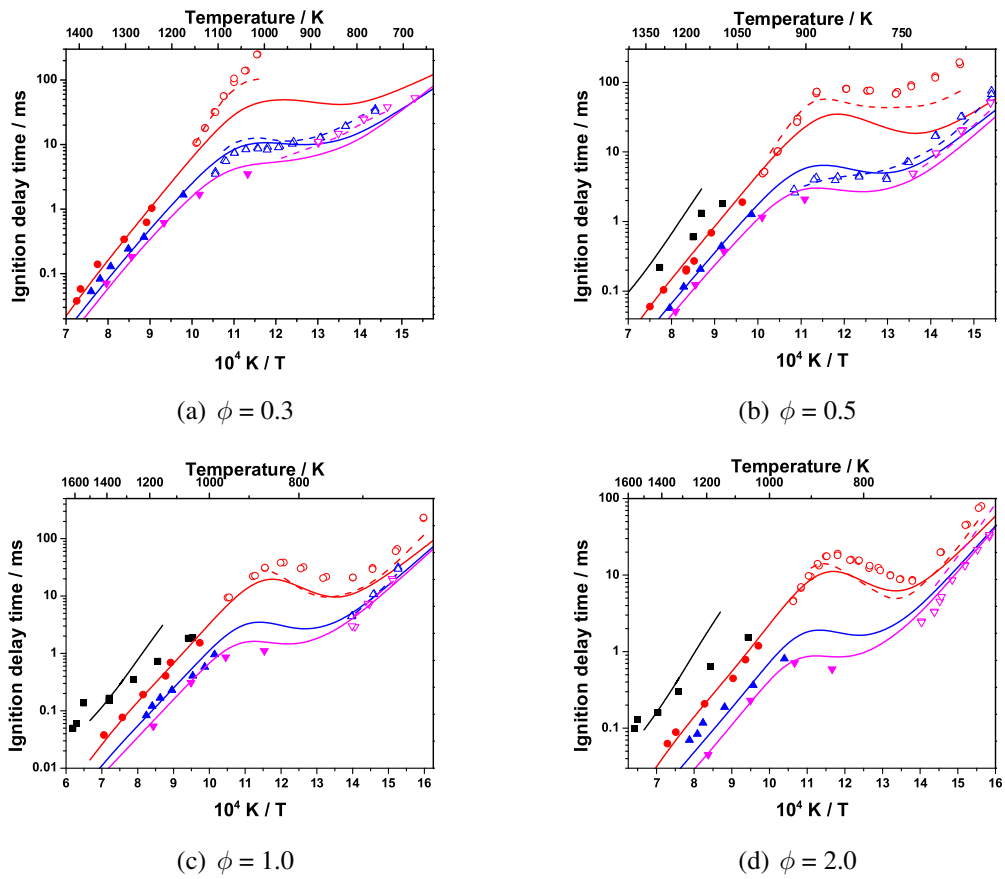 Temperature / K
1400 1300 1200 1100 1000 900 800 700
Ignition delay time / ms
100
10
1
0.1
7 8 9 10 11 12 13 14 15
10⁴ K / T
(a) ϕ = 0.3
Temperature / K
1350 1200 1050 900 750
Ignition delay time / ms
100
10
1
0.1
7 8 9 10 11 12 13 14 15
10⁴ K / T
(b) ϕ = 0.5
Temperature / K
1600 1400 1200 1000 800
Ignition delay time / ms
100
10
1
0.1
0.01
6 7 8 9 10 11 12 13 14 15 16
10⁴ K / T
(c) ϕ = 1.0
Temperature / K
1600 1400 1200 1000 800
Ignition delay time / ms
100
10
1
0.1
6 7 8 9 10 11 12 13 14 15 16
10⁴ K / T
(d) ϕ = 2.0